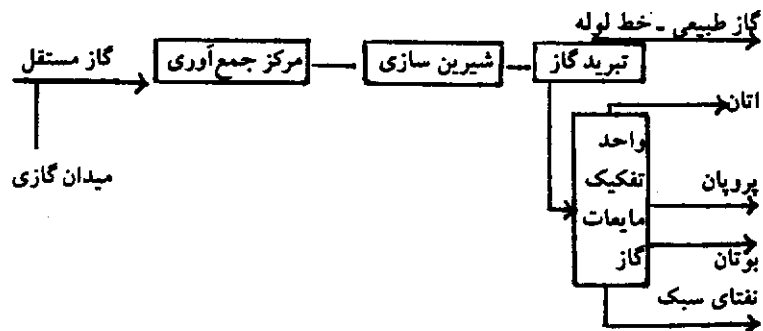 گاز طبیعی ـ خط لوله
گاز مستقل
مرکز جمع‌آوری
شیرین سازی
تبرید گاز
اتان
واحد
تفکیک
مایعات
گاز
میدان گازی
پروپان
بوتان
نفتای سبک